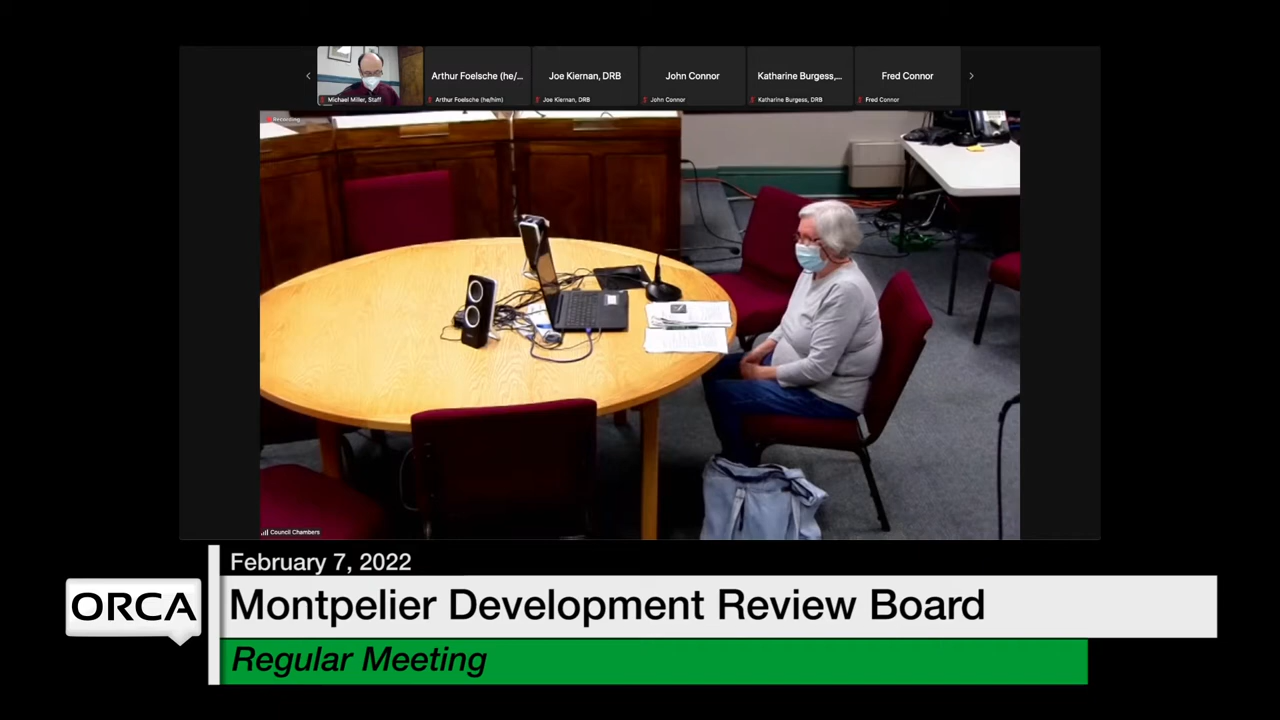 Arthur Foelsche (he/...
Joe Kiernan, DRB
John Connor
Katharine Burgess,...
Fred Connor
Michael Miller, Staff
Arthur Foelsche (he/him)
Joe Kiernan, DRB
John Connor
Katharine Burgess, DRB
Fred Connor
Recording
Council Chambers
February 7, 2022
ORCA
Montpelier Development Review Board
Regular Meeting